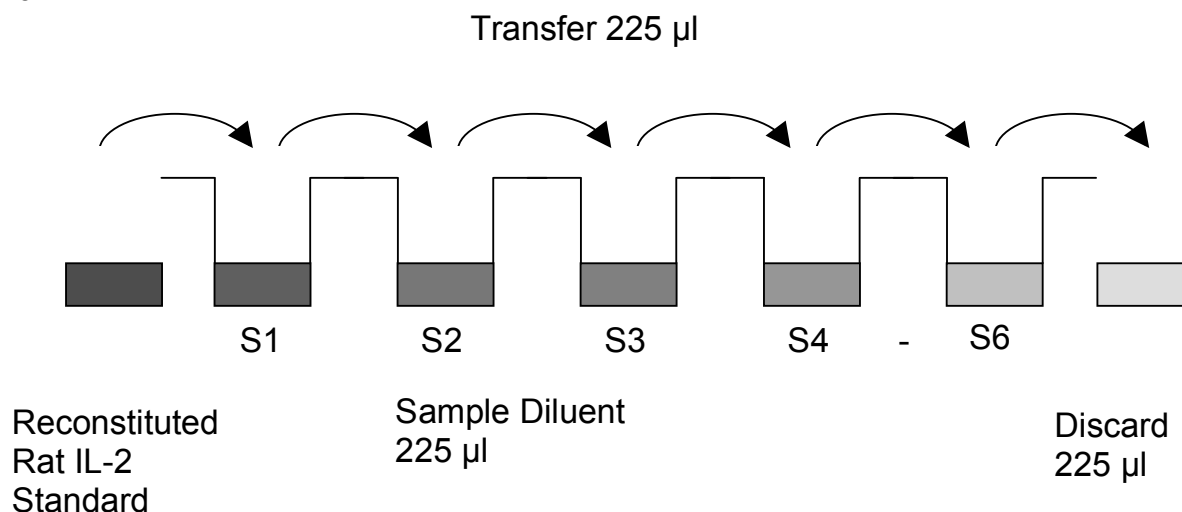 Transfer 225 µl
S1 S2 S3 S4 - S6
Reconstituted
Rat IL-2
Standard
Sample Diluent
225 µl
Discard
225 µl